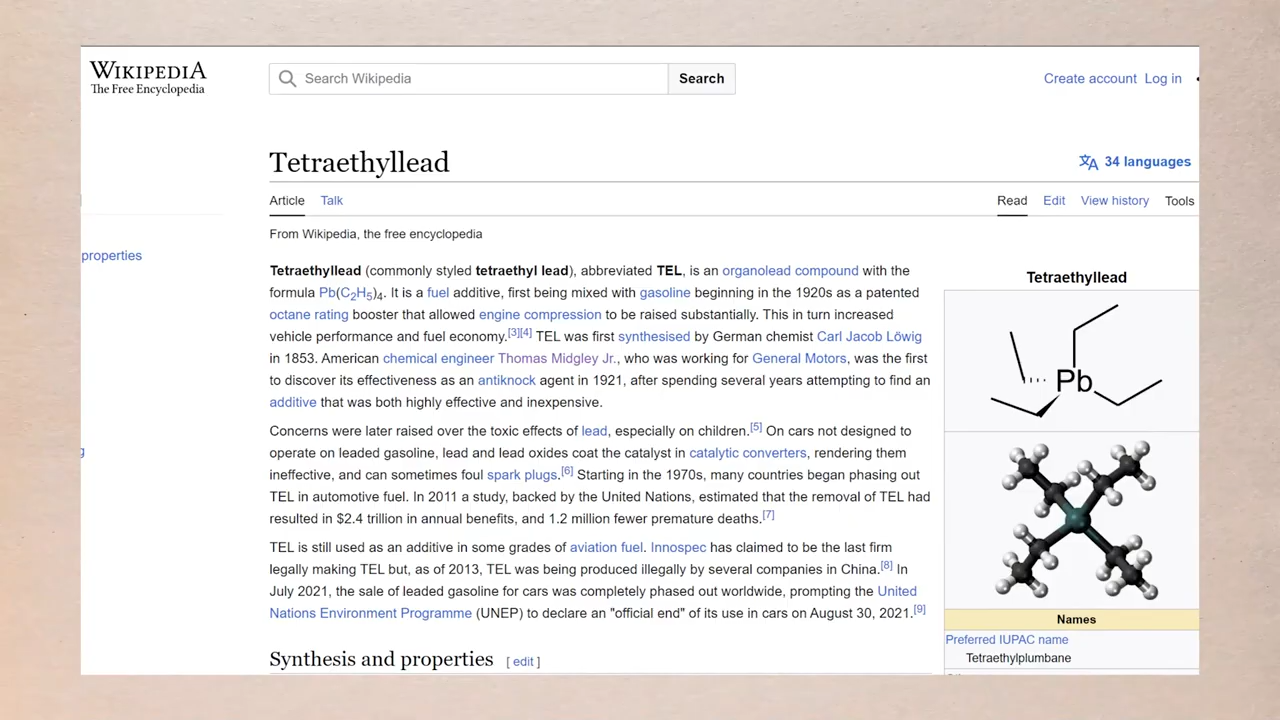 WIKIPEDIA
The Free Encyclopedia
Search Wikipedia
Search
Create account Log in
Tetraethyllead
34 languages
Article Talk
Read Edit View history Tools
From Wikipedia, the free encyclopedia
properties
Tetraethyllead (commonly styled tetraethyl lead), abbreviated TEL, is an organolead compound with the
formula Pb(C2H5)4. It is a fuel additive, first being mixed with gasoline beginning in the 1920s as a patented
octane rating booster that allowed engine compression to be raised substantially. This in turn increased
vehicle performance and fuel economy.[3][4] TEL was first synthesised by German chemist Carl Jacob Löwig
in 1853. American chemical engineer Thomas Midgley Jr., who was working for General Motors, was the first
to discover its effectiveness as an antiknock agent in 1921, after spending several years attempting to find an
additive that was both highly effective and inexpensive.
Concerns were later raised over the toxic effects of lead, especially on children.[5] On cars not designed to
operate on leaded gasoline, lead and lead oxides coat the catalyst in catalytic converters, rendering them
ineffective, and can sometimes foul spark plugs.[6] Starting in the 1970s, many countries began phasing out
TEL in automotive fuel. In 2011 a study, backed by the United Nations, estimated that the removal of TEL had
resulted in $2.4 trillion in annual benefits, and 1.2 million fewer premature deaths.[7]
TEL is still used as an additive in some grades of aviation fuel. Innospec has claimed to be the last firm
legally making TEL but, as of 2013, TEL was being produced illegally by several companies in China.[8] In
July 2021, the sale of leaded gasoline for cars was completely phased out worldwide, prompting the United
Nations Environment Programme (UNEP) to declare an "official end" of its use in cars on August 30, 2021.[9]
Synthesis and properties [ edit ]
Tetraethyllead
Pb
Names
Preferred IUPAC name
Tetraethylplumbane